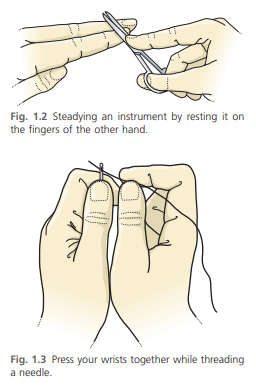 Fig. 1.2 Steadying an instrument by resting it on
the fingers of the other hand.
Fig. 1.3 Press your wrists together while threading
a needle.